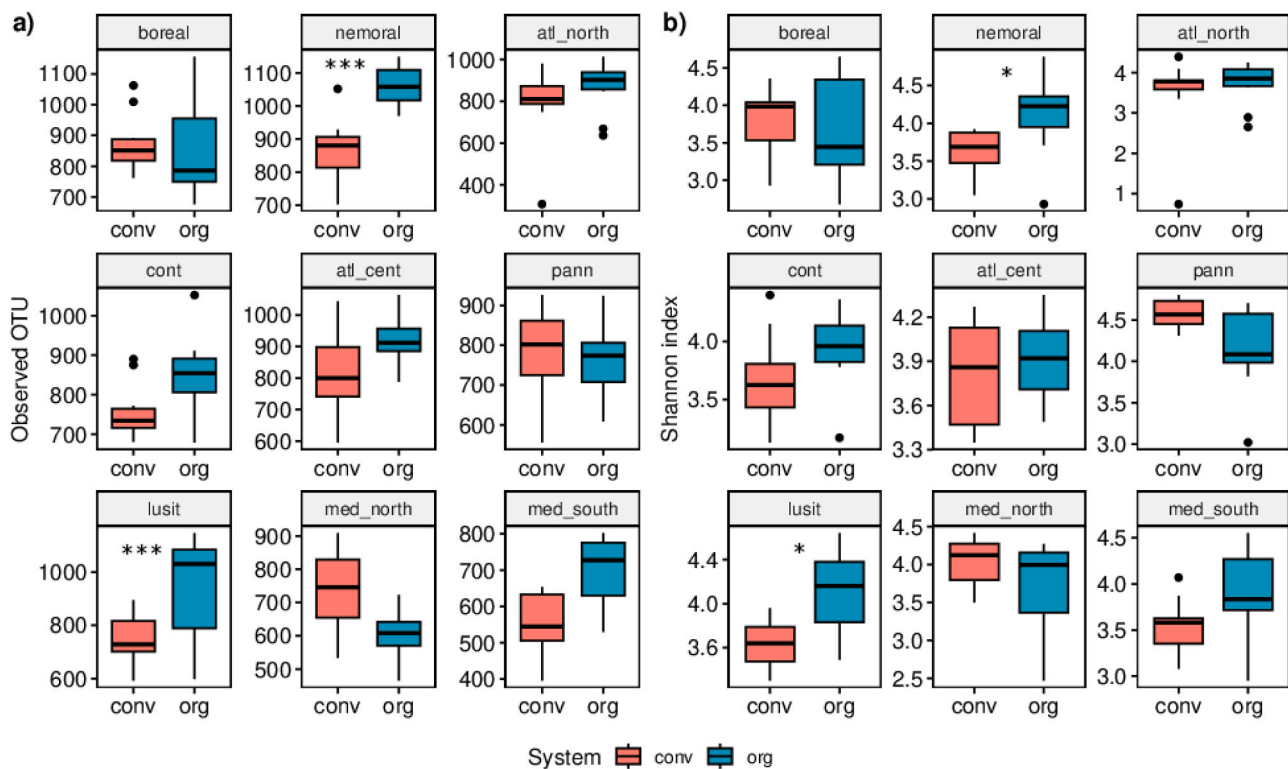 a) b)
boreal nemoral atl_north boreal nemoral atl_north
1100 1000 900 800 700
*** 1100 1000 900 800 700
1000 800 600 400
4.5 4.0 3.5 3.0
* 4.5 4.0 3.5 3.0
4 3 2 1
conv org conv org conv org conv org conv org conv org
Observed OTU
Shannon index
cont atl_cent pann cont atl_cent pann
1000 900 800 700
1000 900 800 700 600
900 800 700 600
4.0 3.5
4.2 3.9 3.6 3.3
4.5 4.0 3.5 3.0
conv org conv org conv org conv org conv org conv org
lusit med_north med_south lusit med_north med_south
*** 1000 800 600
900 800 700 600 500
800 700 600 500 400
* 4.4 4.0 3.6
4.5 4.0 3.5 3.0 2.5
4.5 4.0 3.5 3.0
conv org conv org conv org conv org conv org conv org
System conv org